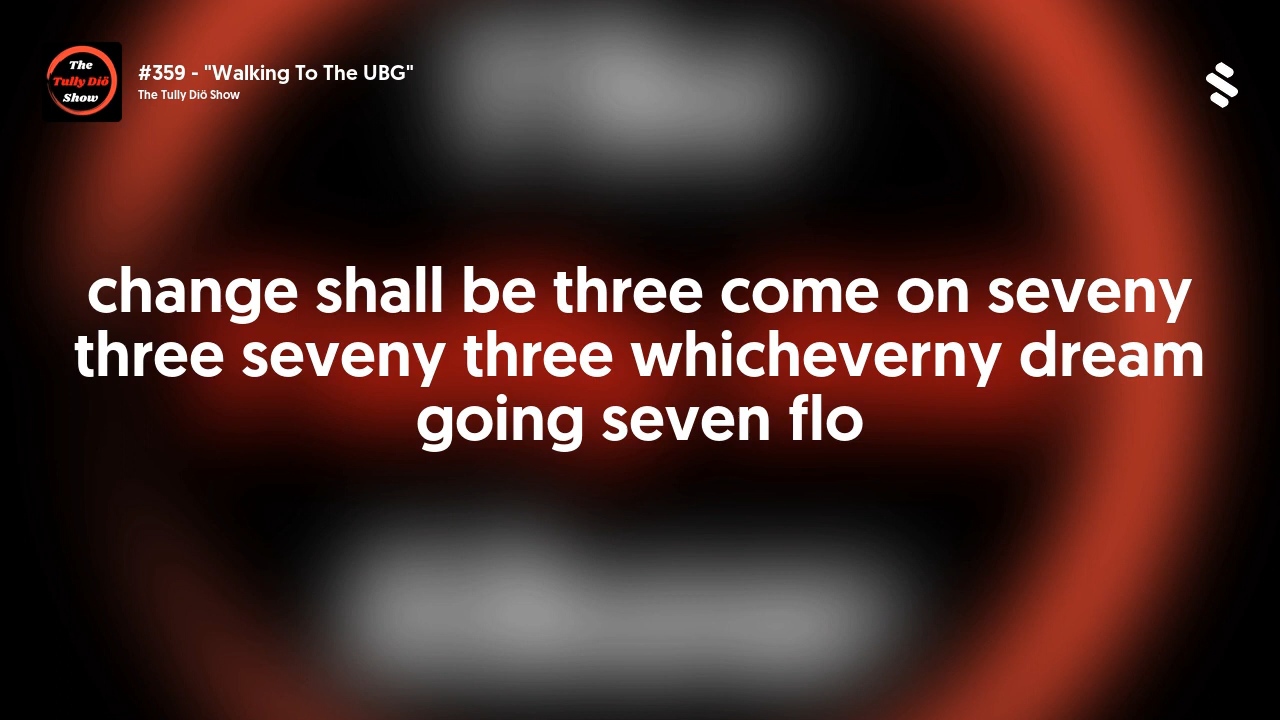 The
Tully Diö
Show
#359 - "Walking To The UBG"
The Tully Diö Show
change shall be three come on seveny
three seveny three whicheverny dream
going seven flo